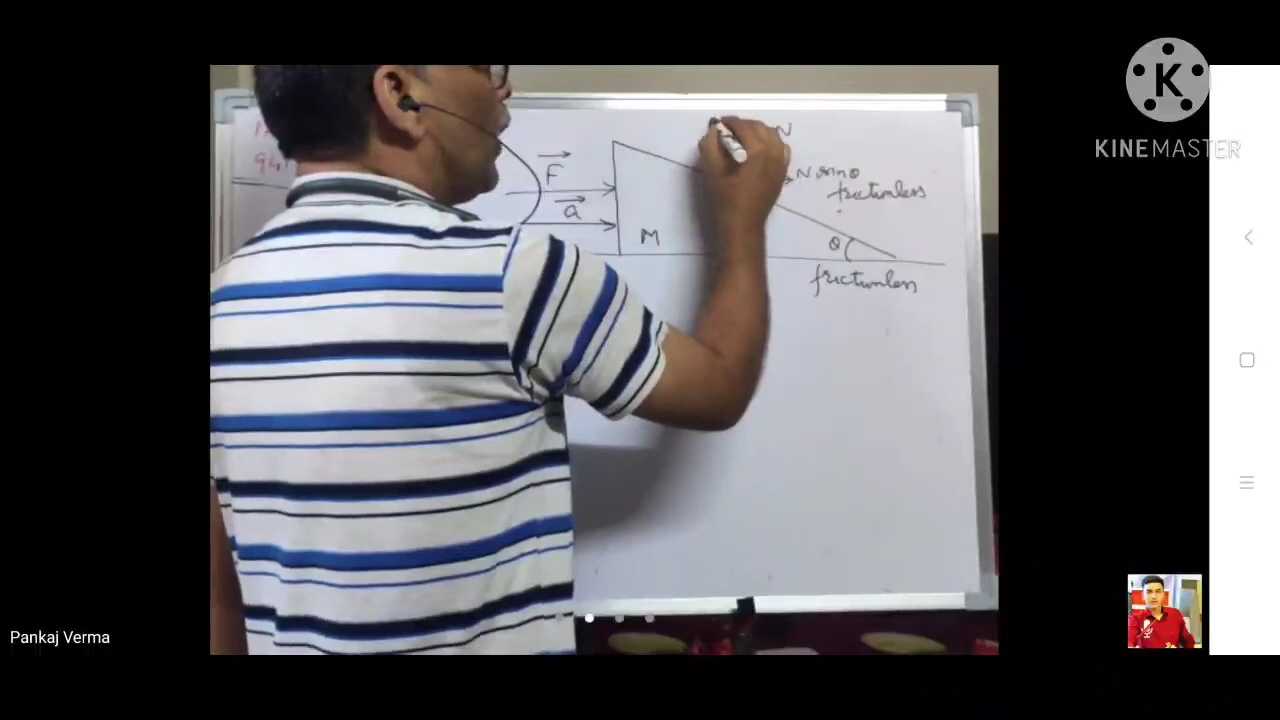 KINEMASTER
K
N
F
N sinθ
frictionless
a
M
θ
frictionless
Pankaj Verma